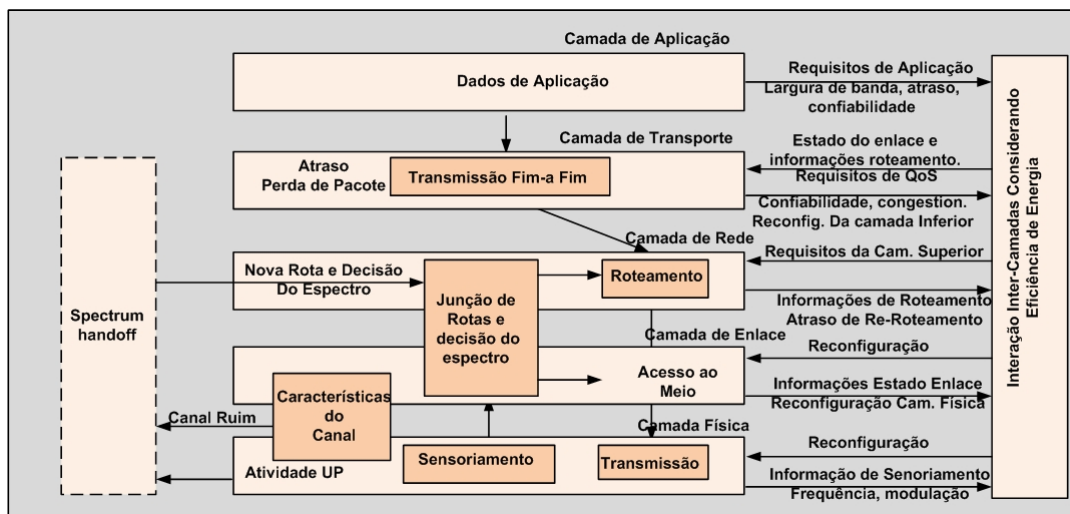 Camada de Aplicação
Dados de Aplicação
Requisitos de Aplicação
Largura de banda, atraso,
confiabilidade
Camada de Transporte
Atraso
Perda de Pacote
Transmissão Fim-a Fim
Estado do enlace e
informações roteamento.
Requisitos de QoS
Confiabilidade, congestion.
Reconfig. Da camada Inferior
Camada de Rede
Nova Rota e Decisão
Do Espectro
Junção de
Rotas e
decisão do
espectro
Roteamento
Requisitos da Cam. Superior
Informações de Roteamento
Atraso de Re-Roteamento
Spectrum
handoff
Camada de Enlace
Acesso ao
Meio
Reconfiguração
Informações Estado Enlace
Reconfiguração Cam. Física
Características
do
Canal
Canal Ruim
Camada Física
Atividade UP
Sensoriamento
Transmissão
Reconfiguração
Informação de Senoriamento
Frequência, modulação
Interação Inter-Camadas Considerando
Eficiência de Energia